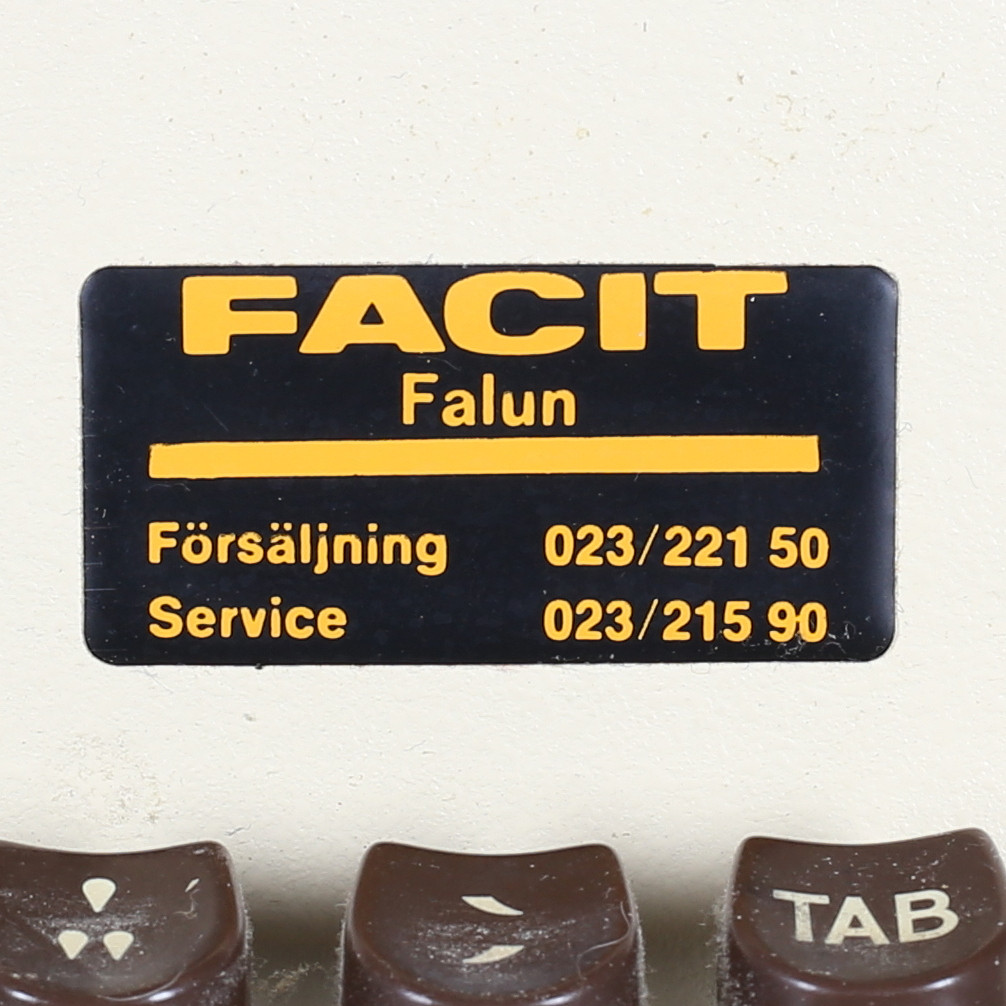 FACIT
Falun
Försäljning 023/221 50
Service 023/215 90
TAB